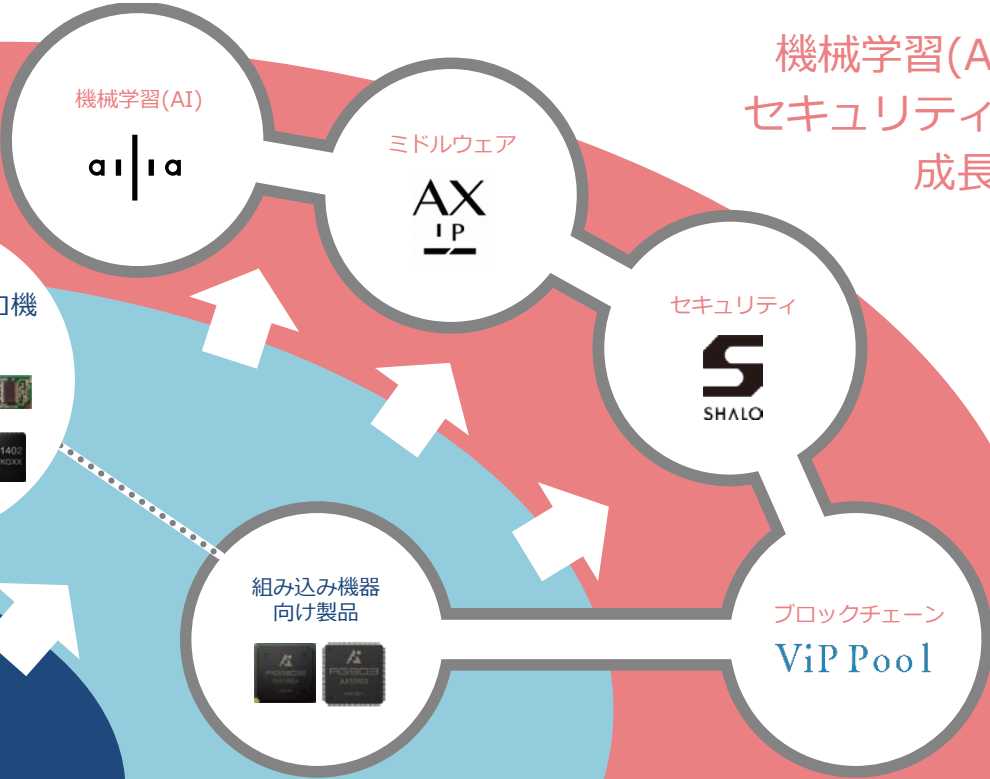 機械学習(A
セキュリティ
成長
機械学習(AI)
ailia
ミドルウェア
AX
IP
セキュリティ
SHALO
機
1402
組み込み機器
向け製品
AG903
ブロックチェーン
ViP Pool